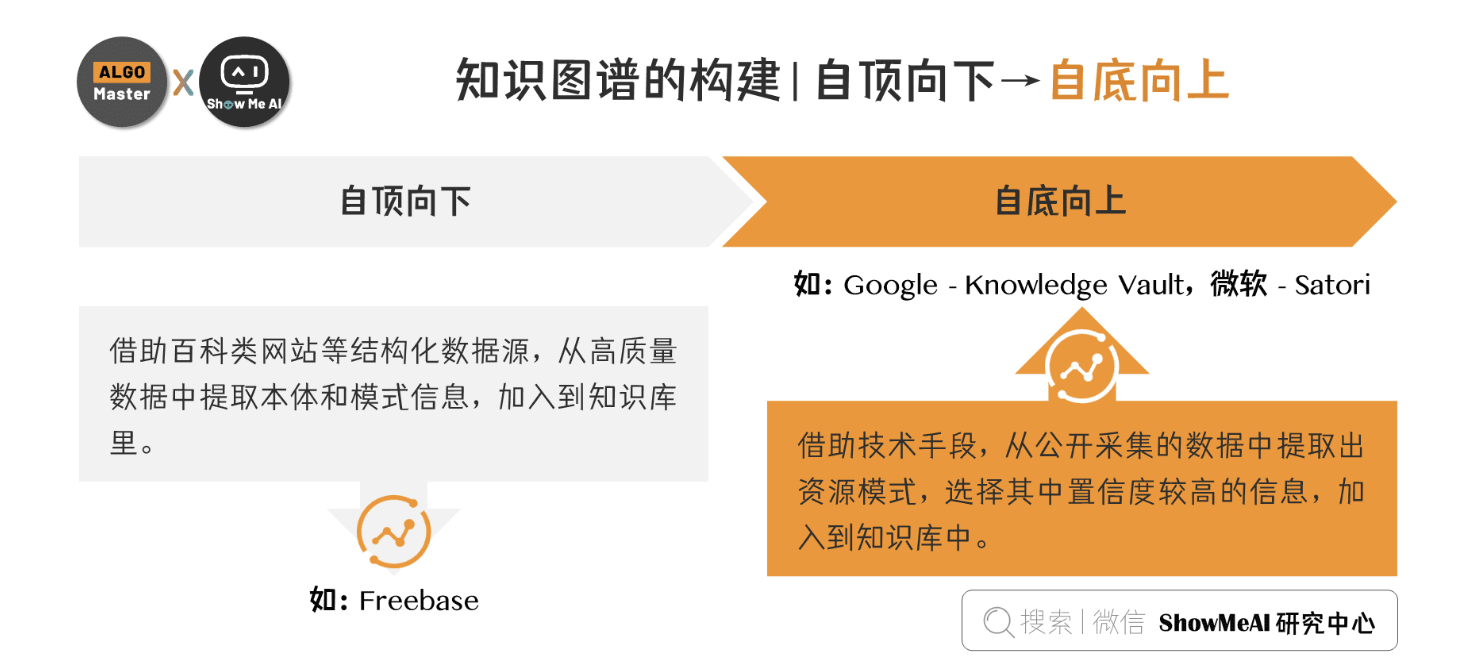 ALGO
Master
X
Show Me AI
知识图谱的构建|自顶向下→自底向上
自顶向下
自底向上
借助百科类网站等结构化数据源，从高质量
数据中提取本体和模式信息，加入到知识库
里。
如: Freebase
如: Google - Knowledge Vault，微软 - Satori
借助技术手段，从公开采集的数据中提取出
资源模式，选择其中置信度较高的信息，加
入到知识库中。
搜索|微信 ShowMeAI 研究中心